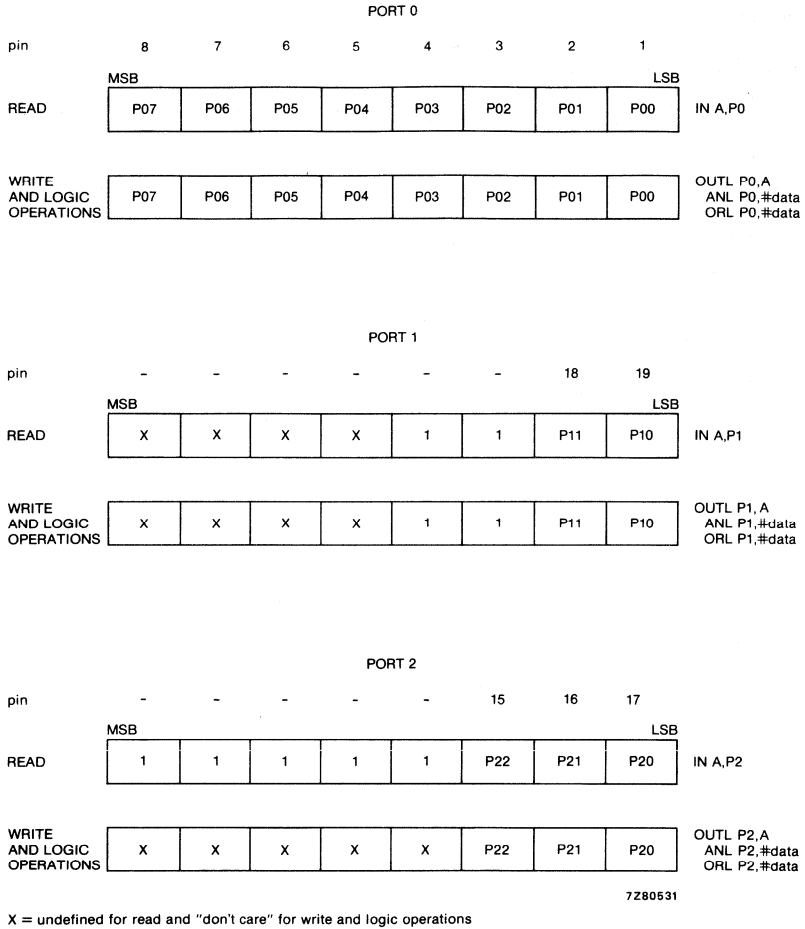 PORT 0
pin 8 7 6 5 4 3 2 1
MSB LSB
READ P07 P06 P05 P04 P03 P02 P01 P00 IN A,P0
WRITE OUTL P0,A
AND LOGIC P07 P06 P05 P04 P03 P02 P01 P00 ANL P0,#data
OPERATIONS ORL P0,#data
PORT 1
pin – – – – – – 18 19
MSB LSB
READ X X X X 1 1 P11 P10 IN A,P1
WRITE OUTL P1, A
AND LOGIC X X X X 1 1 P11 P10 ANL P1,#data
OPERATIONS ORL P1,#data
PORT 2
pin – – – – – 15 16 17
MSB LSB
READ 1 1 1 1 1 P22 P21 P20 IN A,P2
WRITE OUTL P2,A
AND LOGIC X X X X X P22 P21 P20 ANL P2,#data
OPERATIONS ORL P2,#data
7Z80531
X = undefined for read and "don't care" for write and logic operations